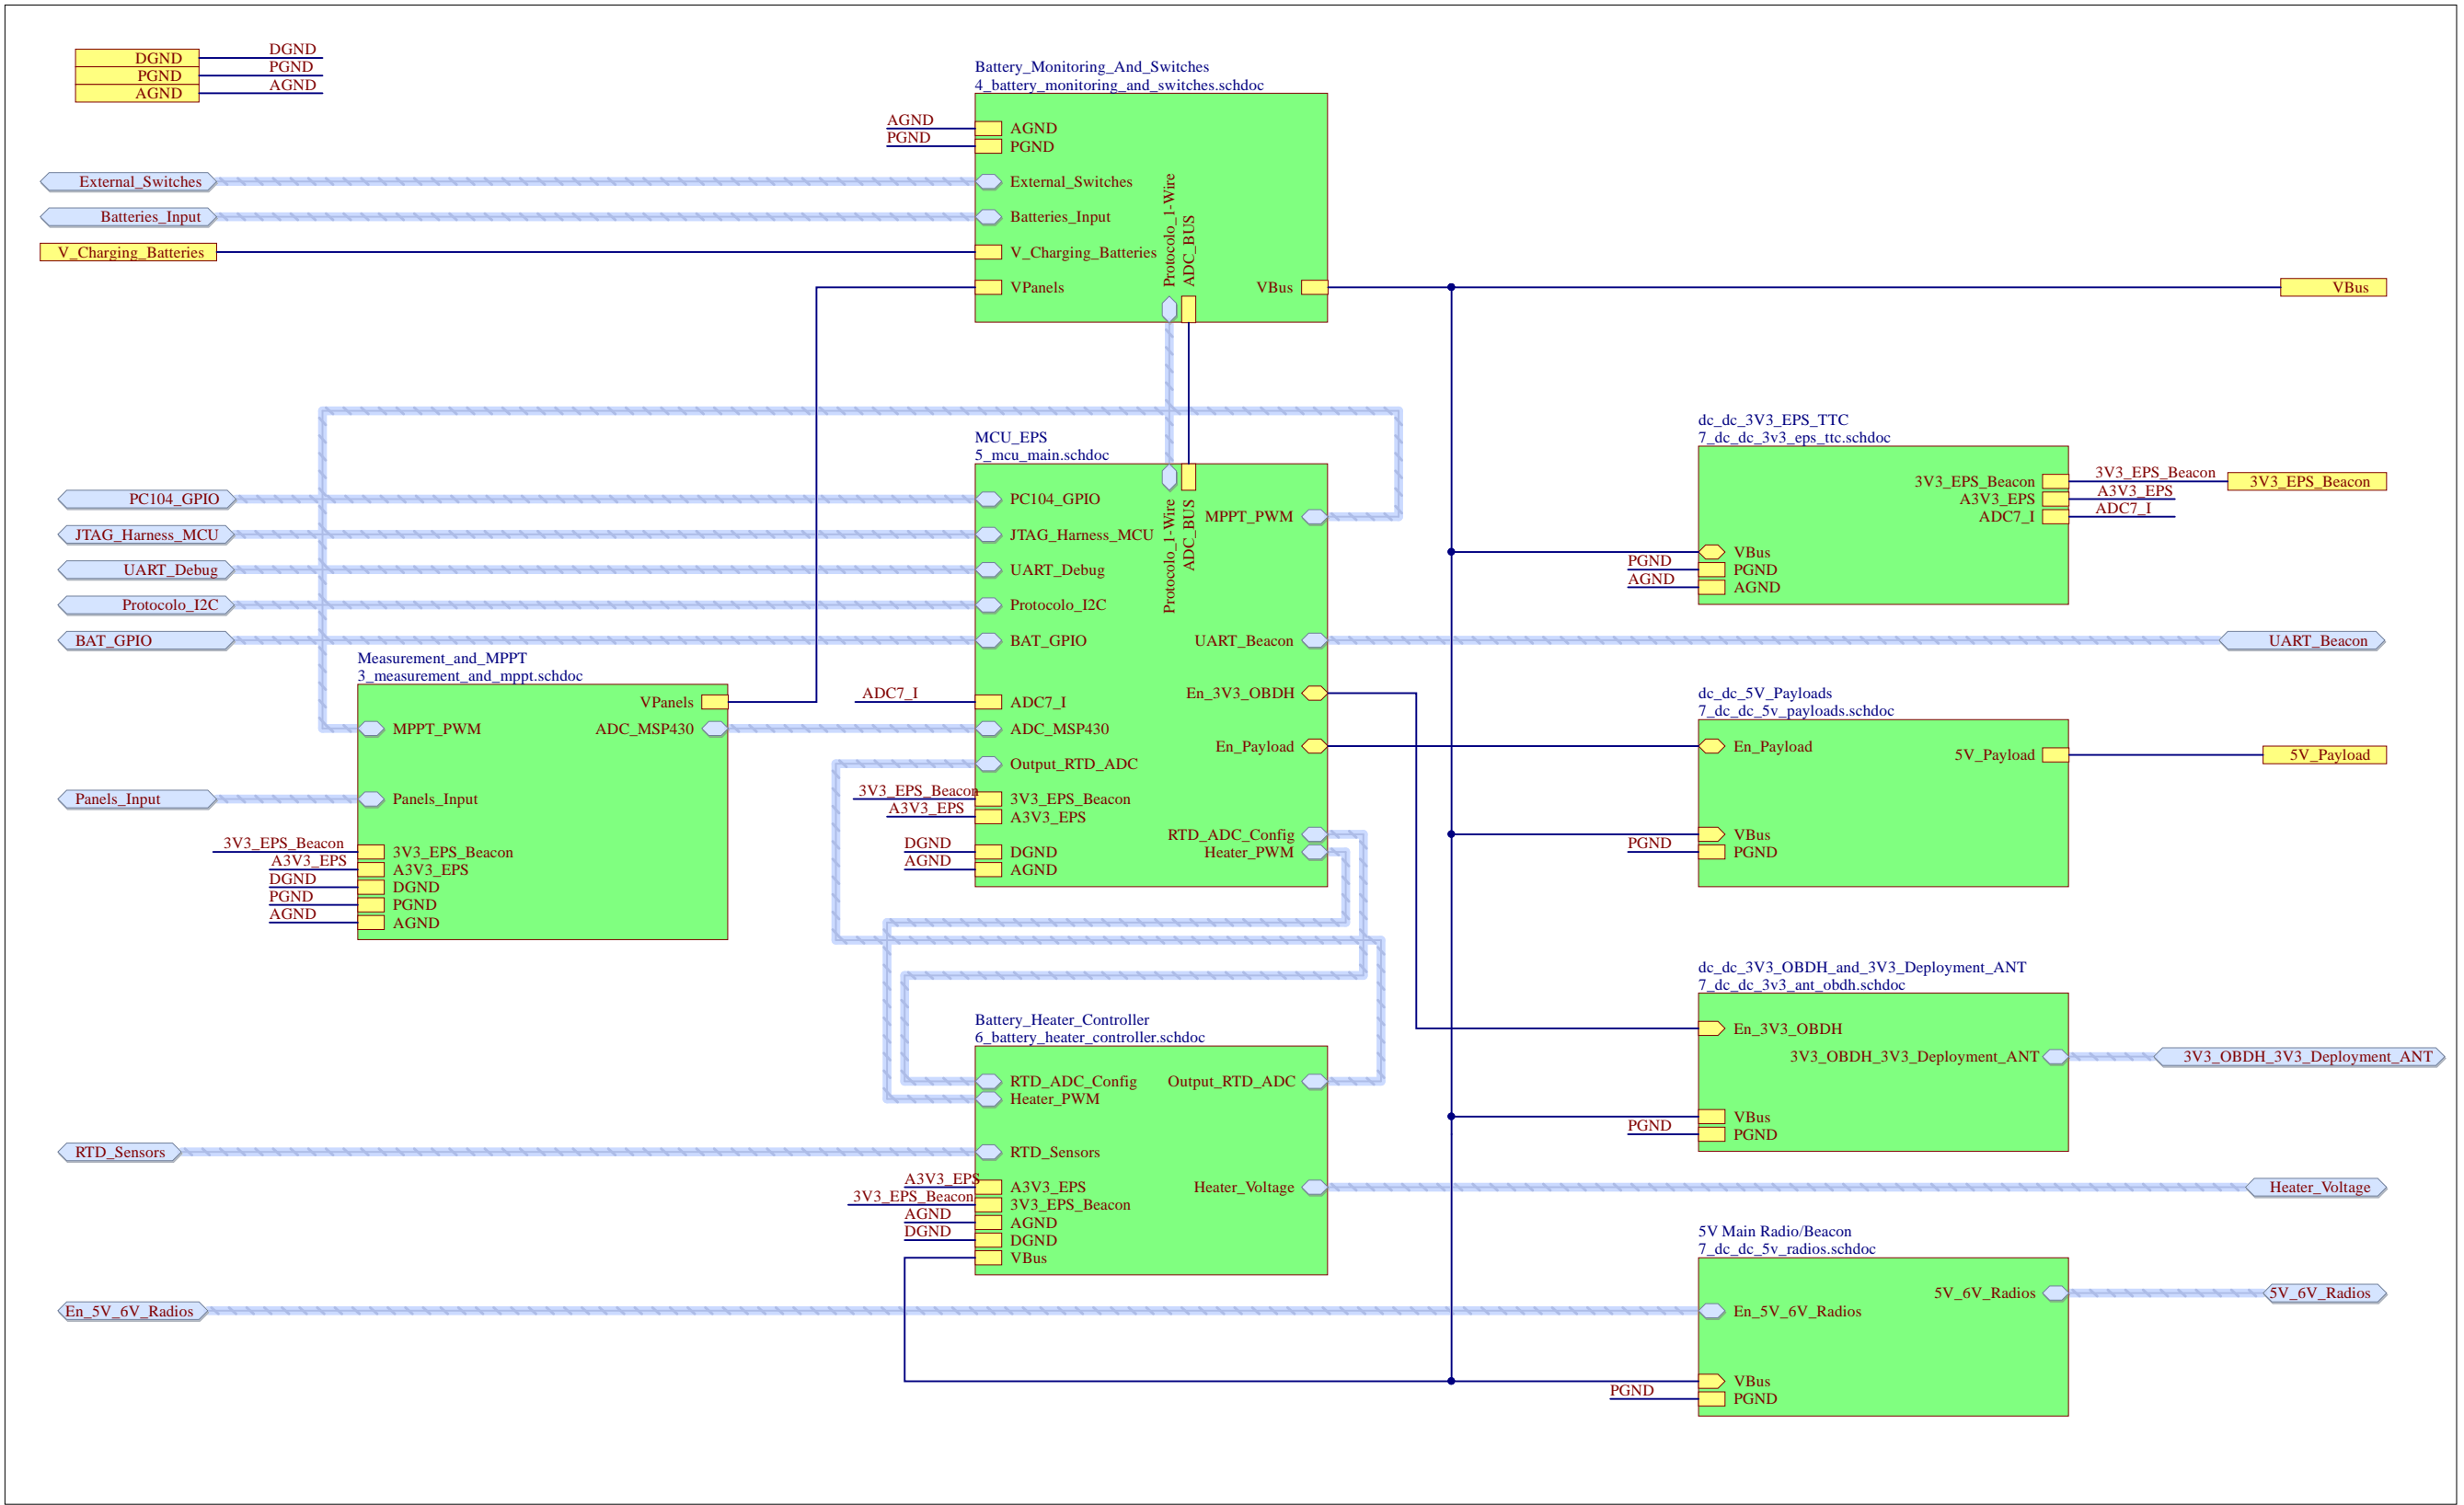 DGND
DGND
PGND
PGND
AGND
AGND
Battery_Monitoring_And_Switches
4_battery_monitoring_and_switches.schdoc
AGND
AGND
PGND
PGND
External_Switches
External_Switches
Batteries_Input
Batteries_Input
V_Charging_Batteries
V_Charging_Batteries
VPanels
Protocolo_1-Wire
ADC_BUS
VBus
VBus
MCU_EPS
5_mcu_main.schdoc
PC104_GPIO
PC104_GPIO
JTAG_Harness_MCU
JTAG_Harness_MCU
UART_Debug
UART_Debug
Protocolo_I2C
Protocolo_I2C
BAT_GPIO
BAT_GPIO
Protocolo_1-Wire
ADC_BUS
MPPT_PWM
UART_Beacon
UART_Beacon
ADC7_I
ADC7_I
En_3V3_OBDH
ADC_MSP430
En_Payload
Output_RTD_ADC
3V3_EPS_Beacon
3V3_EPS_Beacon
A3V3_EPS
A3V3_EPS
RTD_ADC_Config
Heater_PWM
DGND
DGND
AGND
AGND
Measurement_and_MPPT
3_measurement_and_mppt.schdoc
VPanels
MPPT_PWM
ADC_MSP430
Panels_Input
Panels_Input
3V3_EPS_Beacon
3V3_EPS_Beacon
A3V3_EPS
A3V3_EPS
DGND
DGND
PGND
PGND
AGND
AGND
Battery_Heater_Controller
6_battery_heater_controller.schdoc
RTD_ADC_Config
Output_RTD_ADC
Heater_PWM
RTD_Sensors
RTD_Sensors
A3V3_EPS
A3V3_EPS
Heater_Voltage
Heater_Voltage
3V3_EPS_Beacon
3V3_EPS_Beacon
AGND
AGND
DGND
DGND
VBus
dc_dc_3V3_EPS_TTC
7_dc_dc_3v3_eps_ttc.schdoc
3V3_EPS_Beacon
3V3_EPS_Beacon
3V3_EPS_Beacon
A3V3_EPS
A3V3_EPS
ADC7_I
ADC7_I
VBus
PGND
PGND
AGND
AGND
dc_dc_5V_Payloads
7_dc_dc_5v_payloads.schdoc
En_Payload
5V_Payload
5V_Payload
VBus
PGND
PGND
dc_dc_3V3_OBDH_and_3V3_Deployment_ANT
7_dc_dc_3v3_ant_obdh.schdoc
En_3V3_OBDH
3V3_OBDH_3V3_Deployment_ANT
3V3_OBDH_3V3_Deployment_ANT
VBus
PGND
PGND
5V Main Radio/Beacon
7_dc_dc_5v_radios.schdoc
5V_6V_Radios
5V_6V_Radios
En_5V_6V_Radios
En_5V_6V_Radios
VBus
PGND
PGND